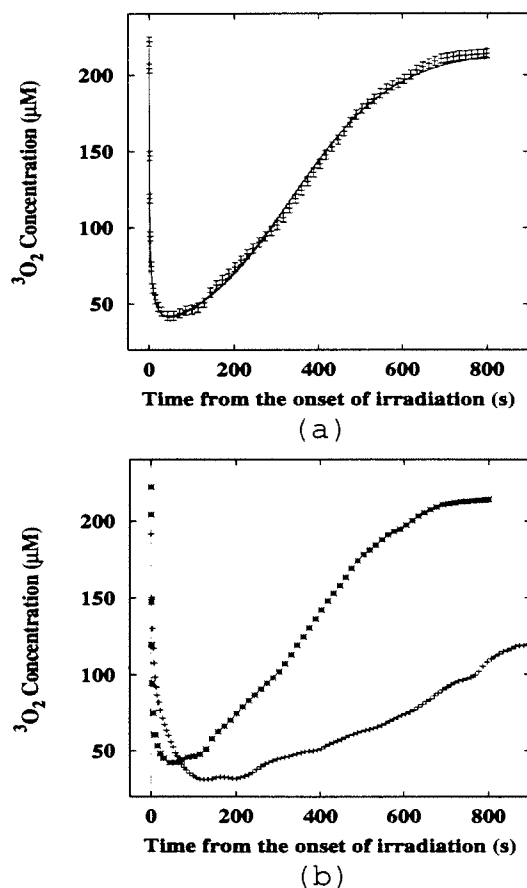 200
150
100
50
³O₂ Concentration (μM)
0 200 400 600 800
Time from the onset of irradiation (s)
(a)
200
150
100
50
³O₂ Concentration (μM)
0 200 400 600 800
Time from the onset of irradiation (s)
(b)